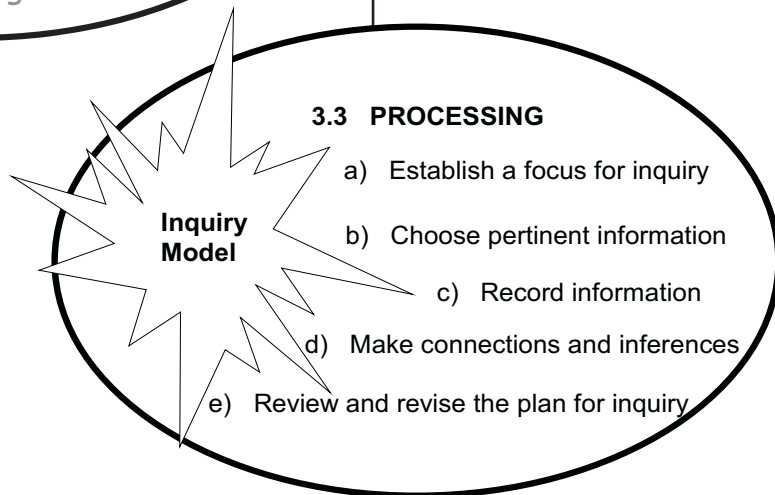 3.3 PROCESSING
a) Establish a focus for inquiry
Inquiry
Model
b) Choose pertinent information
c) Record information
d) Make connections and inferences
e) Review and revise the plan for inquiry